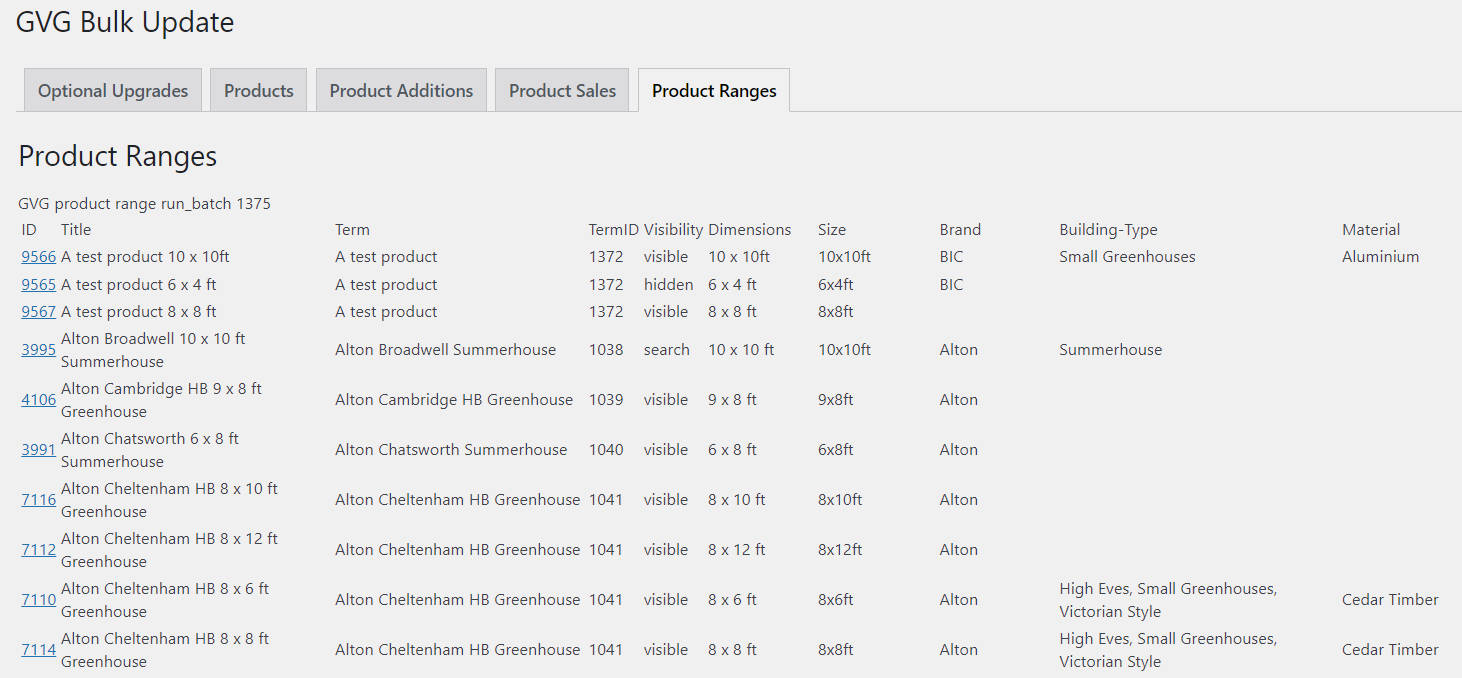 GVG Bulk Update
Optional Upgrades Products Product Additions Product Sales Product Ranges
Product Ranges
GVG product range run_batch 1375
ID Title Term TermID Visibility Dimensions Size Brand Building-Type Material
9566 A test product 10 x 10ft A test product 1372 visible 10 x 10ft 10x10ft BIC Small Greenhouses Aluminium
9565 A test product 6 x 4 ft A test product 1372 hidden 6 x 4 ft 6x4ft BIC
9567 A test product 8 x 8 ft A test product 1372 visible 8 x 8 ft 8x8ft
Alton Broadwell 10 x 10 ft
3995 Alton Broadwell Summerhouse 1038 search 10 x 10 ft 10x10ft Alton Summerhouse
Summerhouse
Alton Cambridge HB 9 x 8 ft
4106 Alton Cambridge HB Greenhouse 1039 visible 9 x 8 ft 9x8ft Alton
Greenhouse
Alton Chatsworth 6 x 8 ft
3991 Alton Chatsworth Summerhouse 1040 visible 6 x 8 ft 6x8ft Alton
Summerhouse
Alton Cheltenham HB 8 x 10 ft
7116 Alton Cheltenham HB Greenhouse 1041 visible 8 x 10 ft 8x10ft Alton
Greenhouse
Alton Cheltenham HB 8 x 12 ft
7112 Alton Cheltenham HB Greenhouse 1041 visible 8 x 12 ft 8x12ft Alton
Greenhouse
Alton Cheltenham HB 8 x 6 ft High Eves, Small Greenhouses,
7110 Alton Cheltenham HB Greenhouse 1041 visible 8 x 6 ft 8x6ft Alton Cedar Timber
Greenhouse Victorian Style
Alton Cheltenham HB 8 x 8 ft High Eves, Small Greenhouses,
7114 Alton Cheltenham HB Greenhouse 1041 visible 8 x 8 ft 8x8ft Alton Cedar Timber
Greenhouse Victorian Style